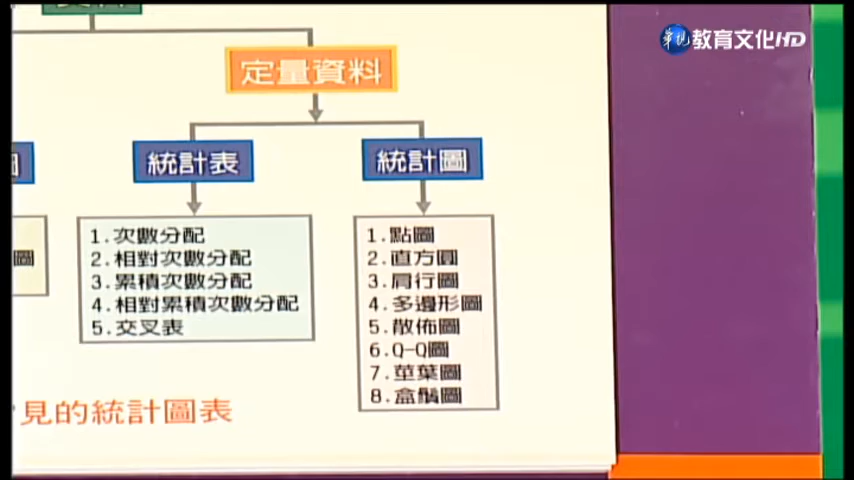 華視 教育文化HD
定量資料
統計表
統計圖
圖
1.次數分配
2.相對次數分配
3.累積次數分配
4.相對累積次數分配
5.交叉表
1.點圖
2.直方圖
3.肩行圖
4.多邊形圖
5.散佈圖
6.Q-Q圖
7.莖葉圖
8.盒鬚圖
見的統計圖表